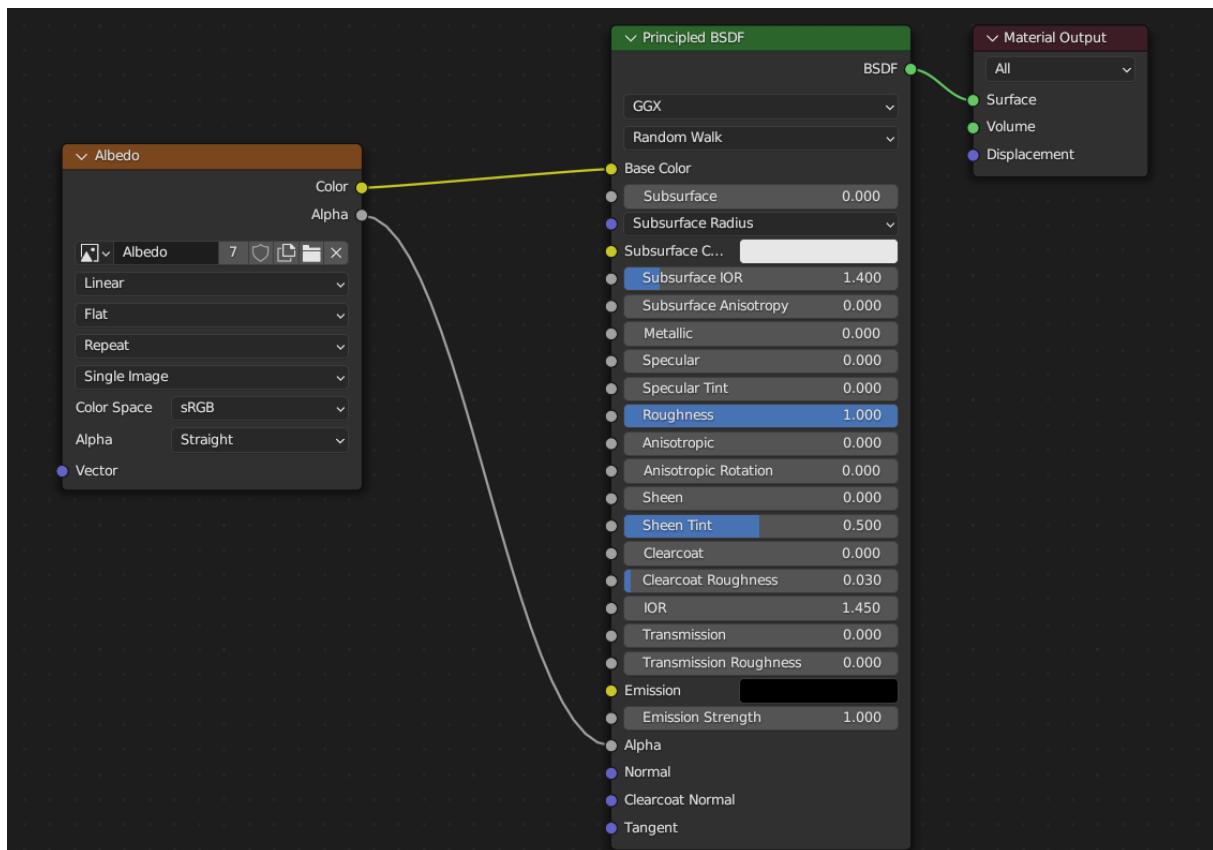 Albedo
Color
Alpha
Albedo 7
Linear
Flat
Repeat
Single Image
Color Space sRGB
Alpha Straight
Vector
Principled BSDF
BSDF
GGX
Random Walk
Base Color
Subsurface 0.000
Subsurface Radius
Subsurface C...
Subsurface IOR 1.400
Subsurface Anisotropy 0.000
Metallic 0.000
Specular 0.000
Specular Tint 0.000
Roughness 1.000
Anisotropic 0.000
Anisotropic Rotation 0.000
Sheen 0.000
Sheen Tint 0.500
Clearcoat 0.000
Clearcoat Roughness 0.030
IOR 1.450
Transmission 0.000
Transmission Roughness 0.000
Emission
Emission Strength 1.000
Alpha
Normal
Clearcoat Normal
Tangent
Material Output
All
Surface
Volume
Displacement